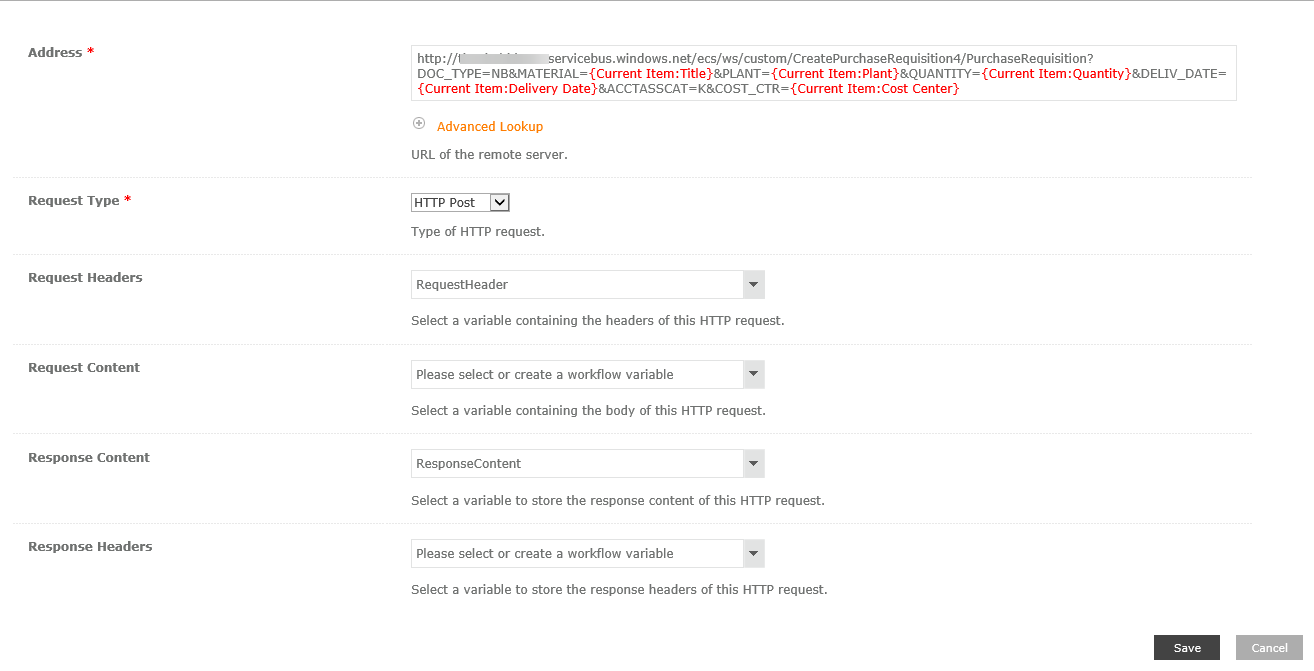 Address *
http:// servicebus.windows.net/ecs/ws/custom/CreatePurchaseRequisition4/PurchaseRequisition?
DOC_TYPE=NB&MATERIAL={Current Item:Title}&PLANT={Current Item:Plant}&QUANTITY={Current Item:Quantity}&DELIV_DATE=
{Current Item:Delivery Date}&ACCTASSCAT=K&COST_CTR={Current Item:Cost Center}
Advanced Lookup
URL of the remote server.
Request Type *
HTTP Post
Type of HTTP request.
Request Headers
RequestHeader
Select a variable containing the headers of this HTTP request.
Request Content
Please select or create a workflow variable
Select a variable containing the body of this HTTP request.
Response Content
ResponseContent
Select a variable to store the response content of this HTTP request.
Response Headers
Please select or create a workflow variable
Select a variable to store the response headers of this HTTP request.
Save
Cancel